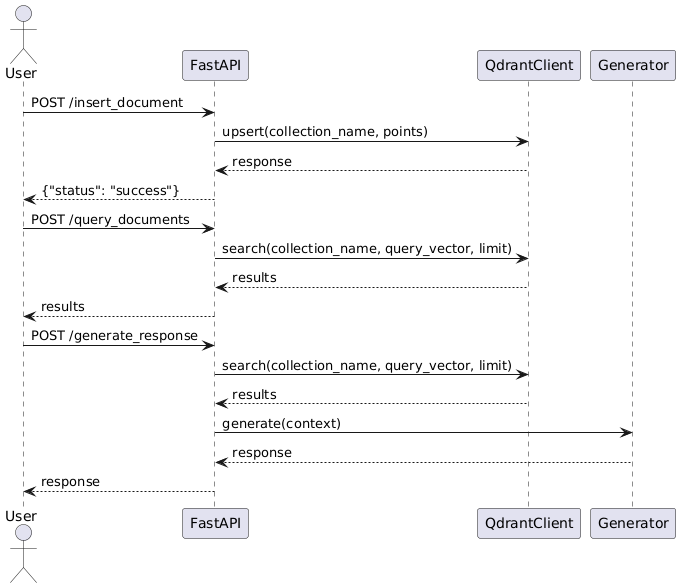 User
FastAPI
QdrantClient
Generator
POST /insert_document
upsert(collection_name, points)
response
{"status": "success"}
POST /query_documents
search(collection_name, query_vector, limit)
results
results
POST /generate_response
search(collection_name, query_vector, limit)
results
generate(context)
response
response
User
FastAPI
QdrantClient
Generator